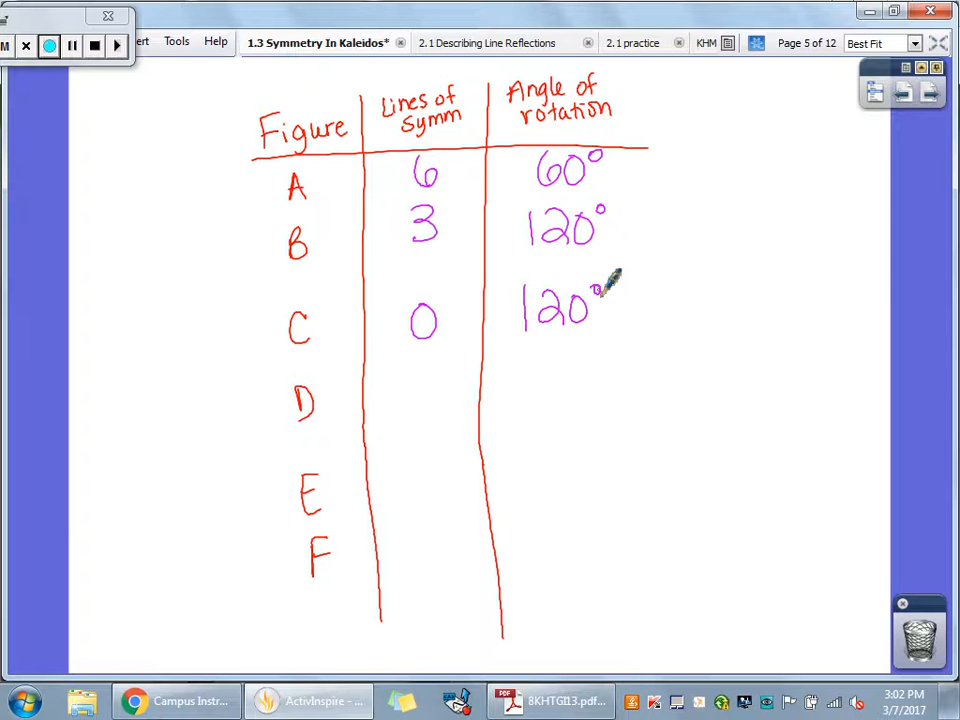 M
ert Tools Help 1.3 Symmetry In Kaleidos* 2.1 Describing Line Reflections 2.1 practice KHM Page 5 of 12 Best Fit
Figure Lines of Symm Angle of rotation
A 6 60°
B 3 120°
C 0 120°
D
E
F
Campus Instr... ActivInspire - ... 8KHTGI13.pdf... 3:02 PM
3/7/2017